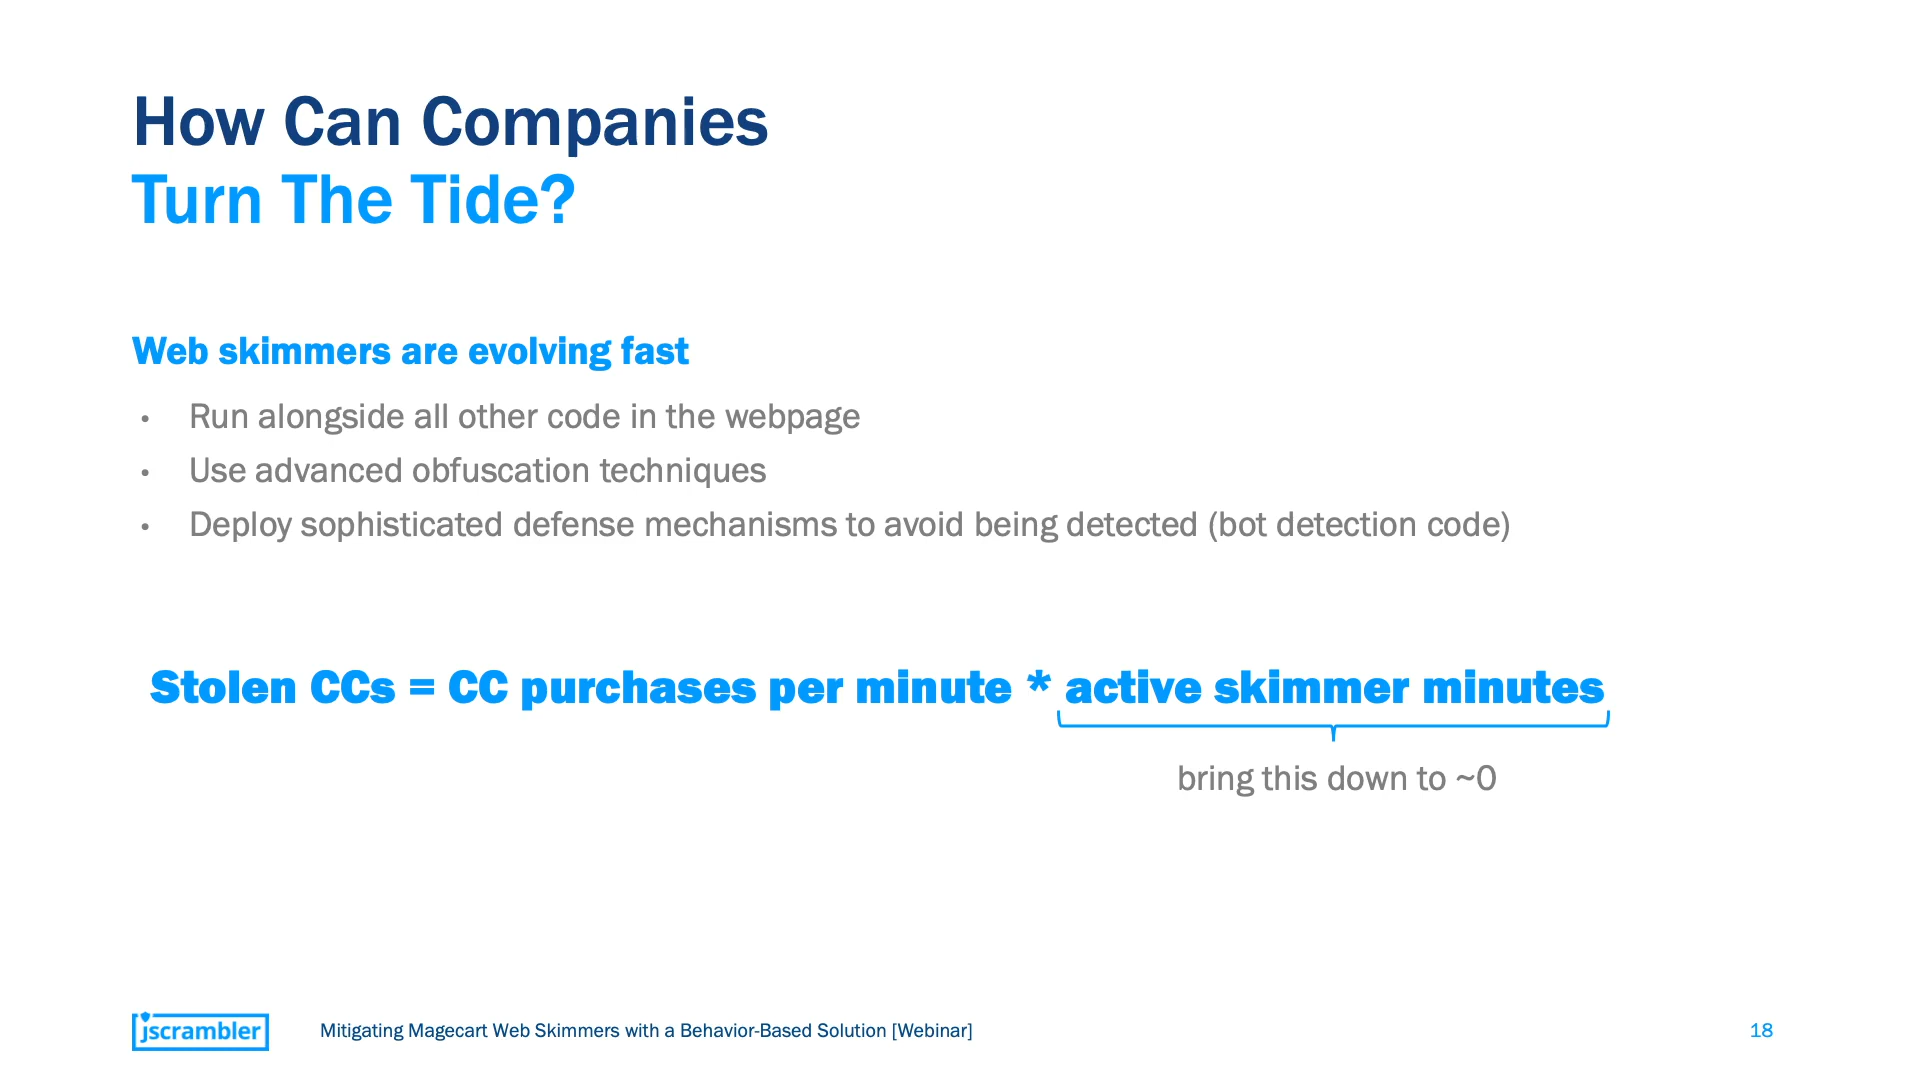 How Can Companies
Turn The Tide?
Web skimmers are evolving fast
• Run alongside all other code in the webpage
• Use advanced obfuscation techniques
• Deploy sophisticated defense mechanisms to avoid being detected (bot detection code)
Stolen CCs = CC purchases per minute * active skimmer minutes
bring this down to ~0
jscrambler Mitigating Magecart Web Skimmers with a Behavior-Based Solution [Webinar] 18